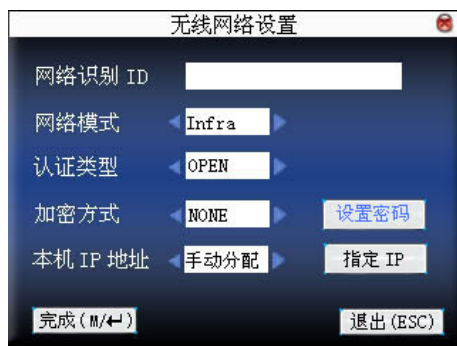 无线网络设置
网络识别 ID
网络模式 Infra
认证类型 OPEN
加密方式 NONE 设置密码
本机 IP 地址 手动分配 指定 IP
完成(M/↵) 退出(ESC)